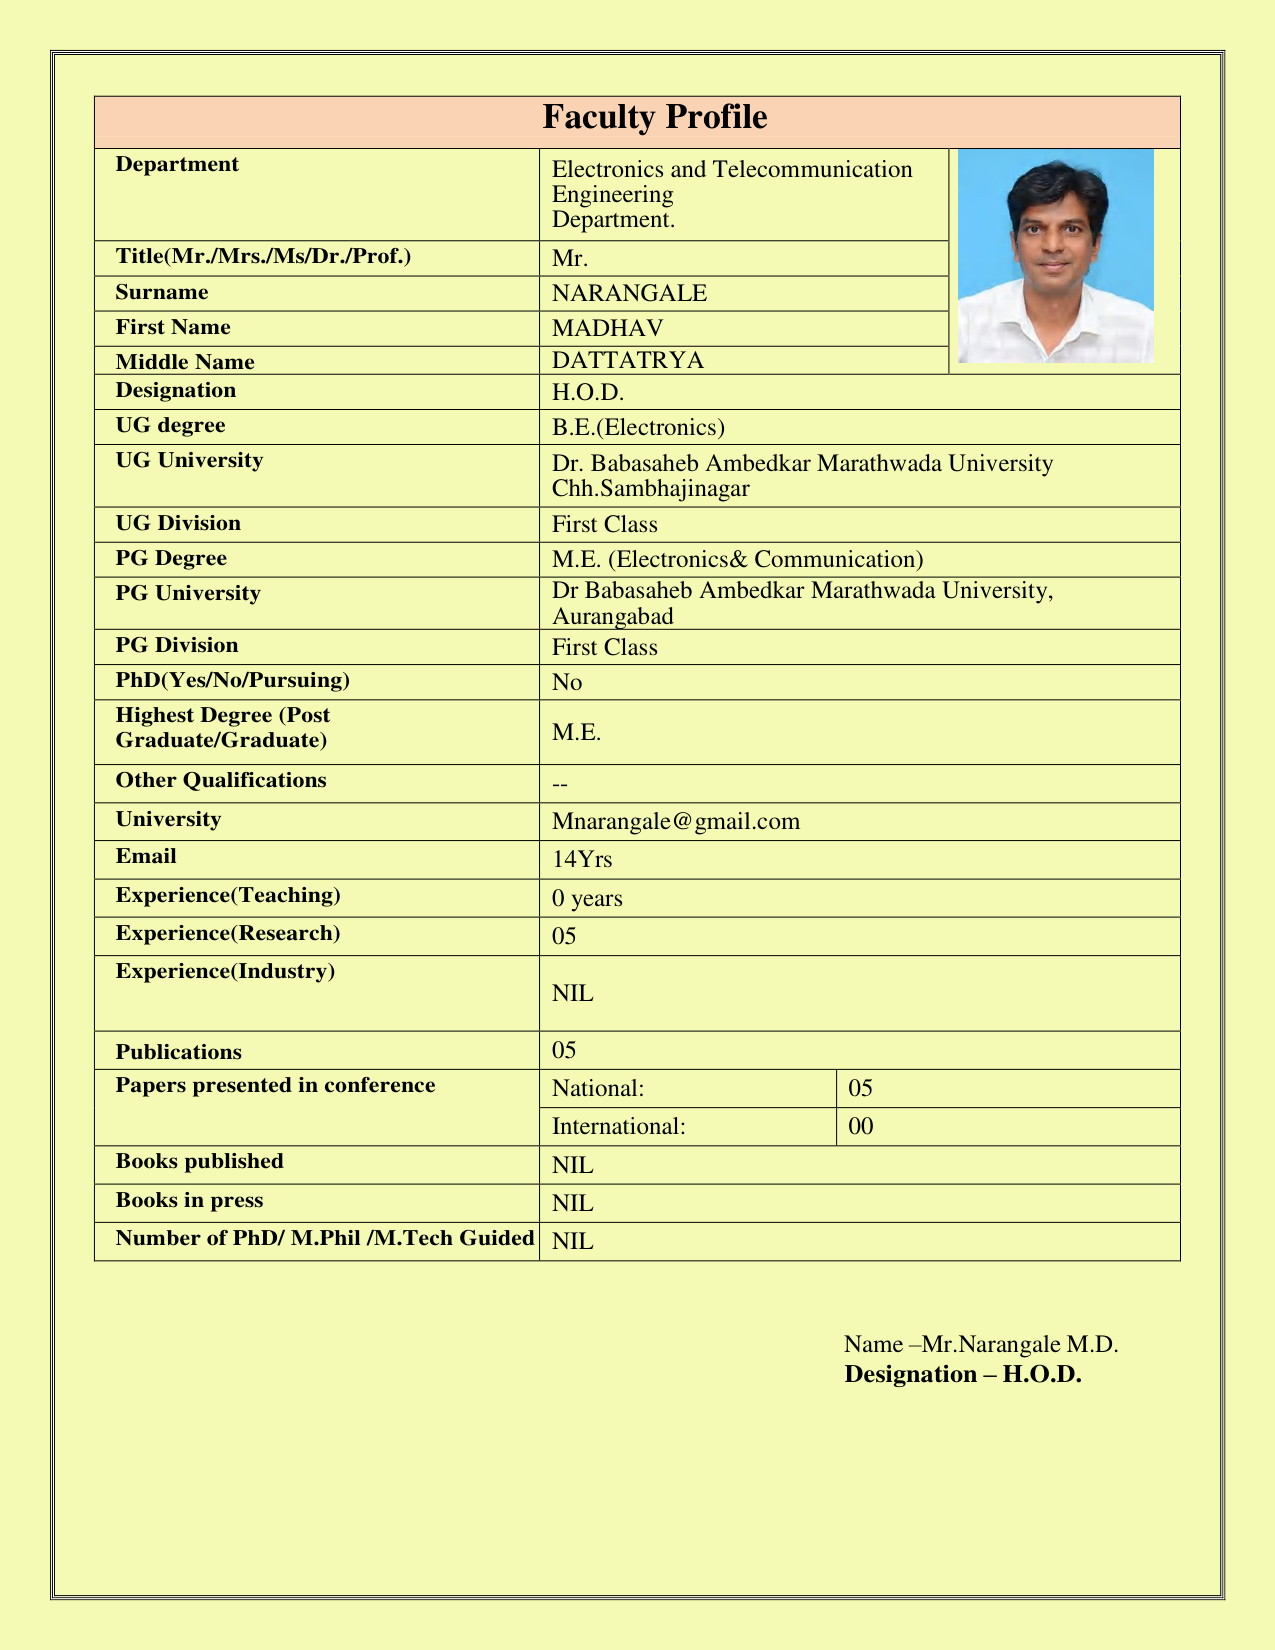 Faculty Profile
Department
Electronics and Telecommunication
Engineering
Department.
Title(Mr./Mrs./Ms/Dr./Prof.)
Mr.
Surname
NARANGALE
First Name
MADHAV
Middle Name
DATTATRYA
Designation
H.O.D.
UG degree
B.E.(Electronics)
UG University
Dr. Babasaheb Ambedkar Marathwada University
Chh.Sambhajinagar
UG Division
First Class
PG Degree
M.E. (Electronics& Communication)
PG University
Dr Babasaheb Ambedkar Marathwada University,
Aurangabad
PG Division
First Class
PhD(Yes/No/Pursuing)
No
Highest Degree (Post
Graduate/Graduate)
M.E.
Other Qualifications
--
University
Mnarangale@gmail.com
Email
14Yrs
Experience(Teaching)
0 years
Experience(Research)
05
Experience(Industry)
NIL
Publications
05
Papers presented in conference
National:
05
International:
00
Books published
NIL
Books in press
NIL
Number of PhD/ M.Phil /M.Tech Guided
NIL
Name –Mr.Narangale M.D.
Designation – H.O.D.